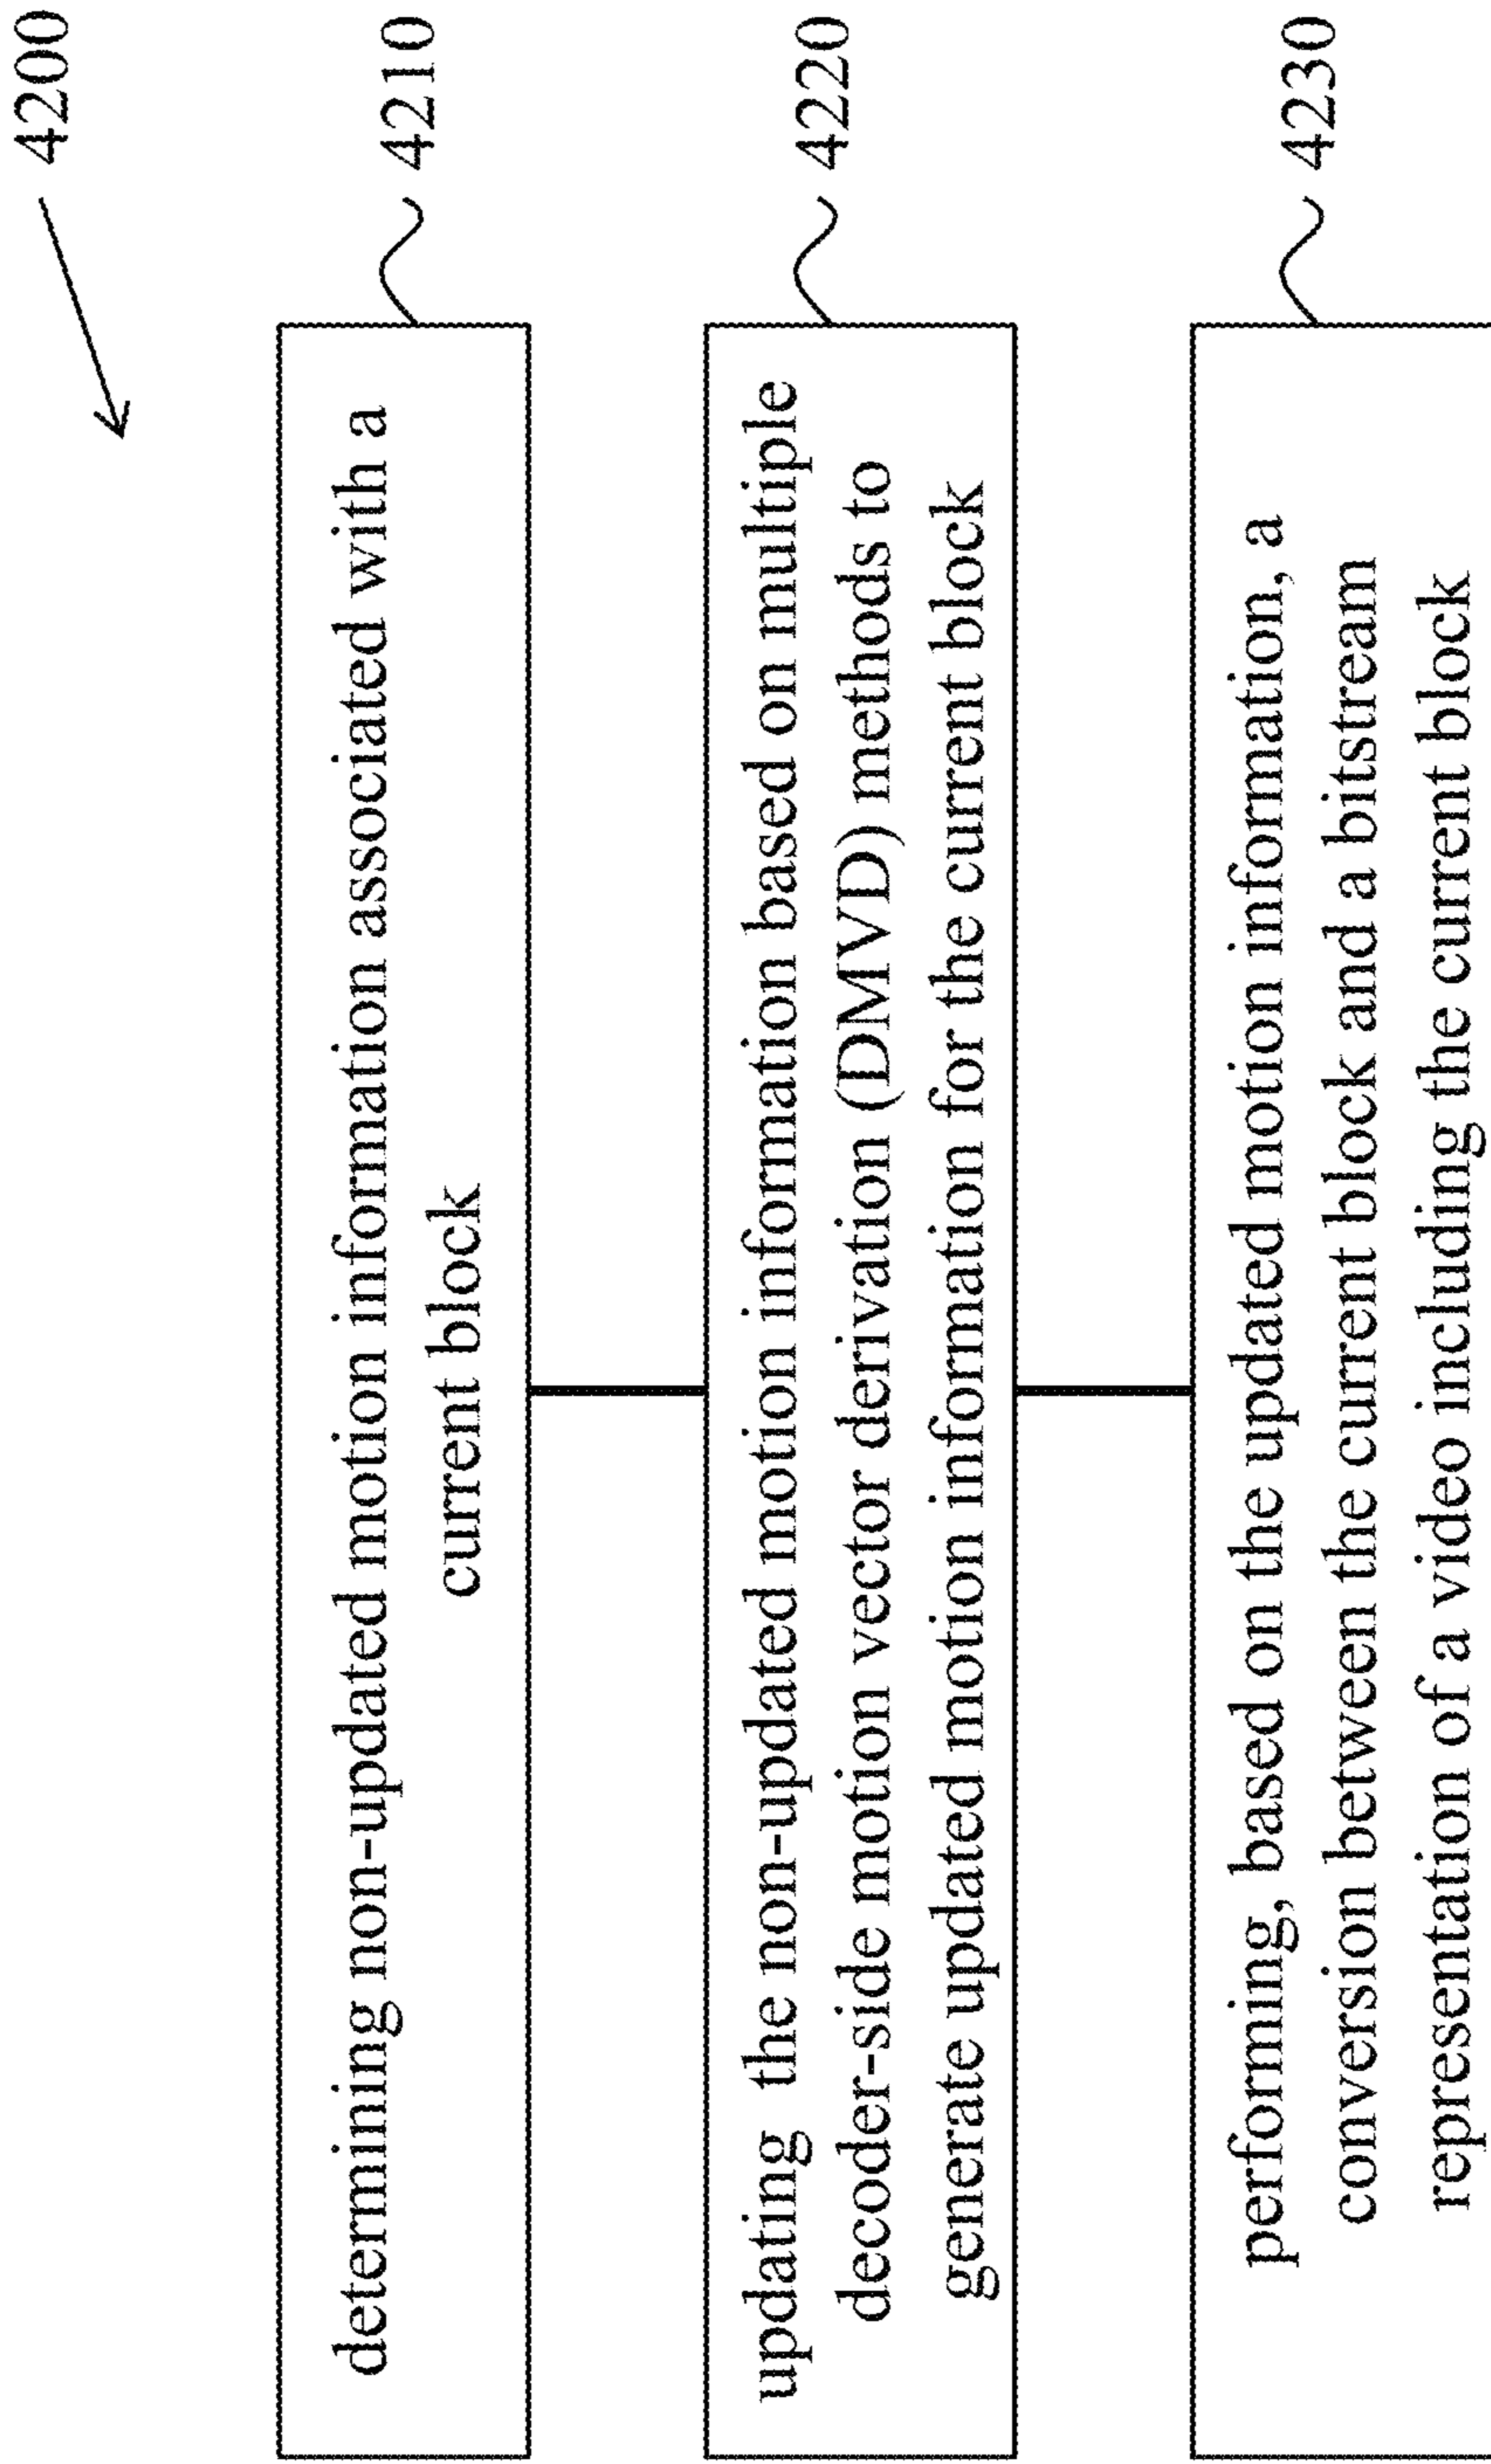 4200
determining non-updated motion information associated with a
current block
4210
updating the non-updated motion information based on multiple
decoder-side motion vector derivation (DMVD) methods to
generate updated motion information for the current block
4220
performing, based on the updated motion information, a
conversion between the current block and a bitstream
representation of a video including the current block
4230